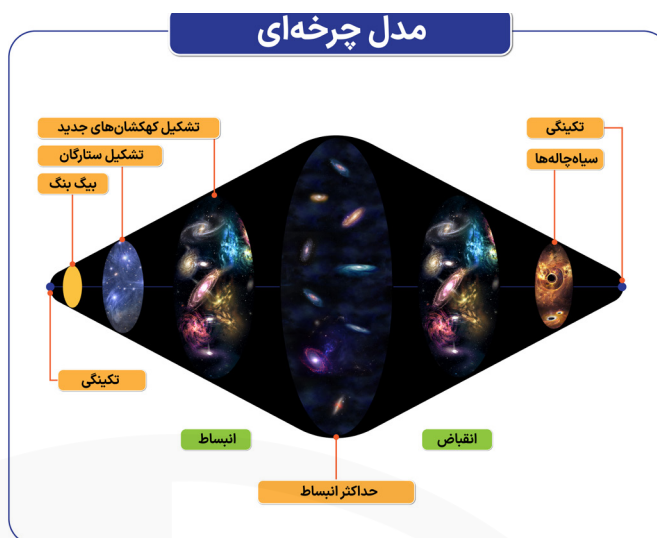 مدل چرخه‌ای
تکینگی
تشکیل کهکشان‌های جدید
سیاه‌چاله‌ها
تشکیل ستارگان
بیگ بنگ
تکینگی
انقباض
انبساط
حداکثر انبساط